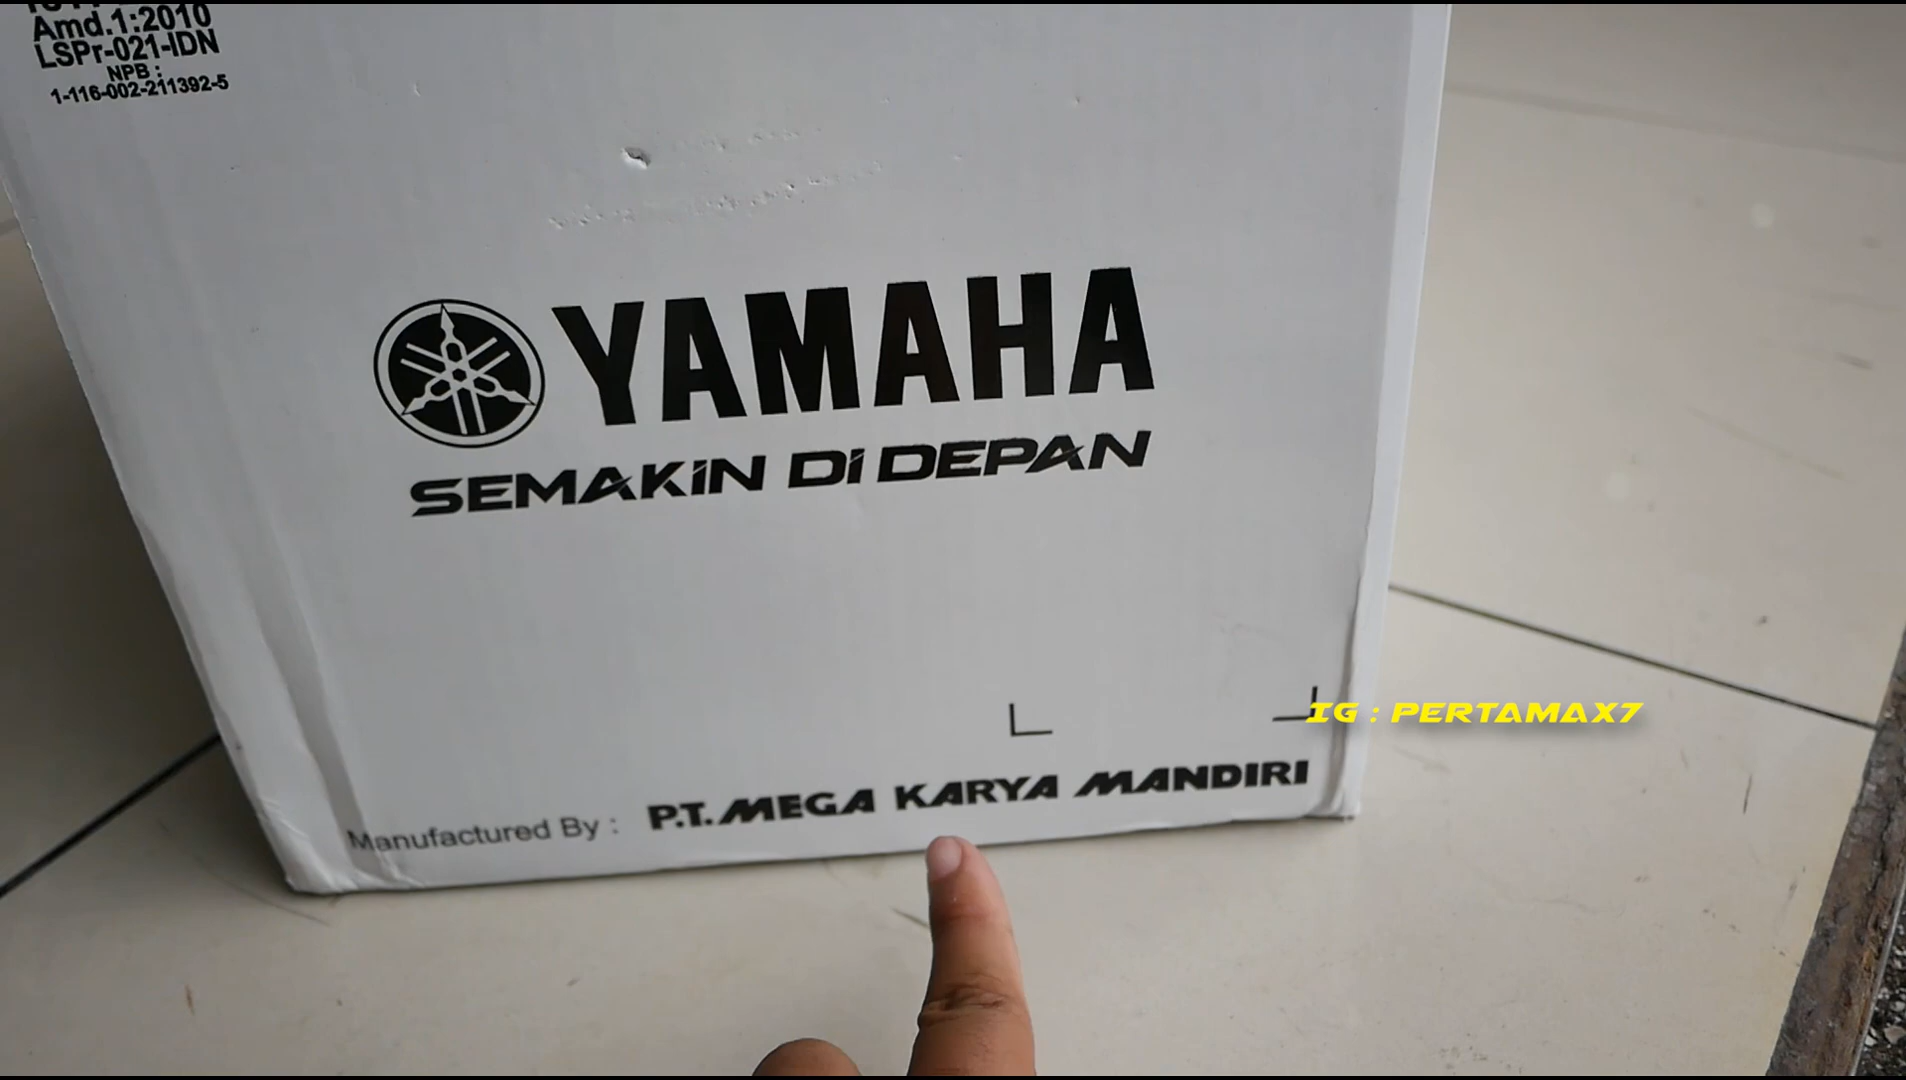 Amd.1:2010
LSPr-021-IDN
NPB :
1-116-002-211392-5
YAMAHA
SEMAKIN DI DEPAN
IG : PERTAMAX7
Manufactured By : P.T. MEGA KARYA MANDIRI